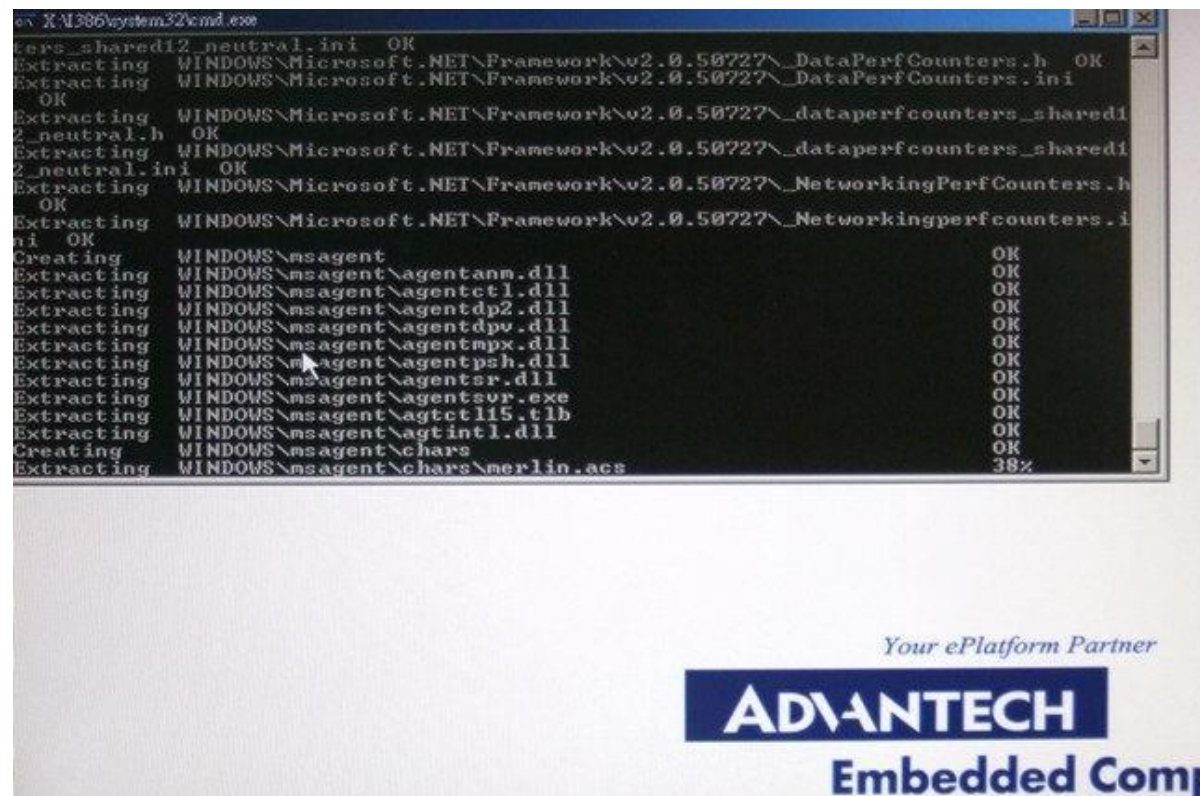 X:\I386\system32\cmd.exe
ters_shared12_neutral.ini OK
Extracting WINDOWS\Microsoft.NET\Framework\v2.0.50727\_DataPerfCounters.h OK
Extracting WINDOWS\Microsoft.NET\Framework\v2.0.50727\_DataPerfCounters.ini
OK
Extracting WINDOWS\Microsoft.NET\Framework\v2.0.50727\_dataperfcounters_shared1
2_neutral.h OK
Extracting WINDOWS\Microsoft.NET\Framework\v2.0.50727\_dataperfcounters_shared1
2_neutral.ini OK
Extracting WINDOWS\Microsoft.NET\Framework\v2.0.50727\_NetworkingPerfCounters.h
OK
Extracting WINDOWS\Microsoft.NET\Framework\v2.0.50727\_Networkingperfcounters.i
ni OK
Creating WINDOWS\msagent OK
Extracting WINDOWS\msagent\agentanm.dll OK
Extracting WINDOWS\msagent\agentctl.dll OK
Extracting WINDOWS\msagent\agentdp2.dll OK
Extracting WINDOWS\msagent\agentdpv.dll OK
Extracting WINDOWS\msagent\agentmpx.dll OK
Extracting WINDOWS\msagent\agentpsh.dll OK
Extracting WINDOWS\msagent\agentsr.dll OK
Extracting WINDOWS\msagent\agentsvr.exe OK
Extracting WINDOWS\msagent\agtctl15.tlb OK
Extracting WINDOWS\msagent\agtintl.dll OK
Creating WINDOWS\msagent\chars OK
Extracting WINDOWS\msagent\chars\merlin.acs 38%
Your ePlatform Partner
ADVANTECH
Embedded Comp